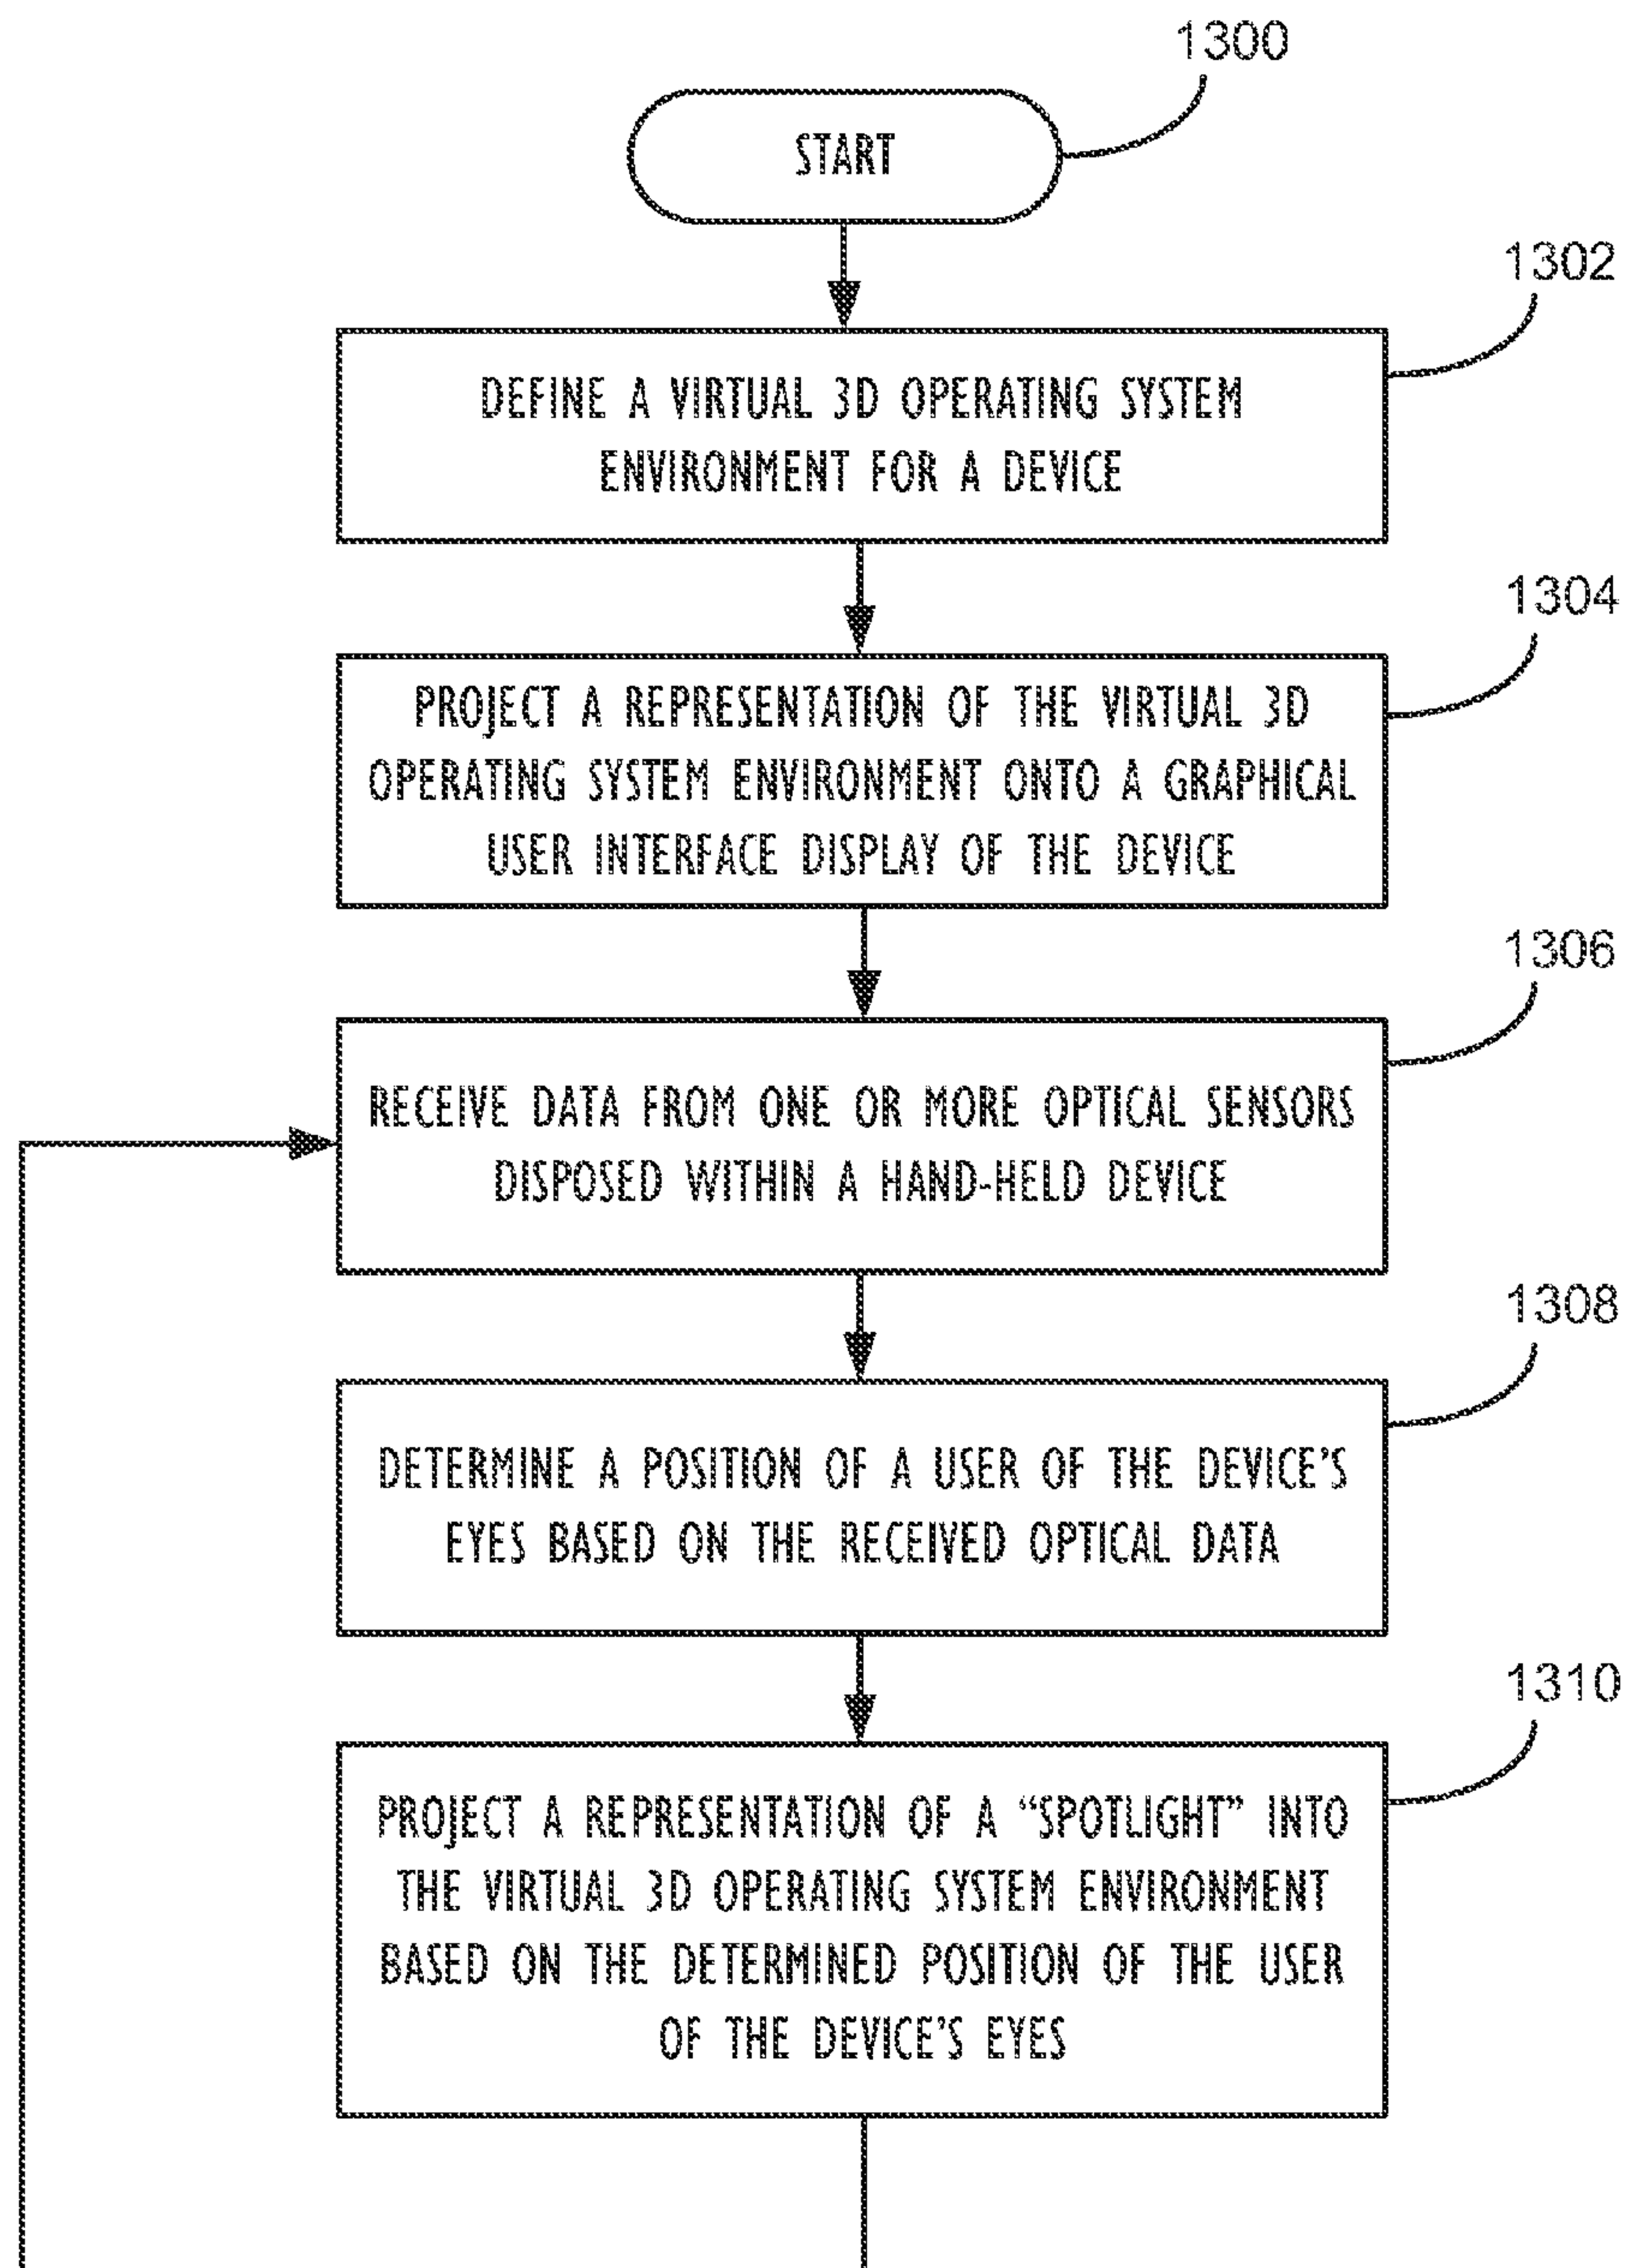 1300
START
1302
DEFINE A VIRTUAL 3D OPERATING SYSTEM
ENVIRONMENT FOR A DEVICE
1304
PROJECT A REPRESENTATION OF THE VIRTUAL 3D
OPERATING SYSTEM ENVIRONMENT ONTO A GRAPHICAL
USER INTERFACE DISPLAY OF THE DEVICE
1306
RECEIVE DATA FROM ONE OR MORE OPTICAL SENSORS
DISPOSED WITHIN A HAND-HELD DEVICE
1308
DETERMINE A POSITION OF A USER OF THE DEVICE'S
EYES BASED ON THE RECEIVED OPTICAL DATA
1310
PROJECT A REPRESENTATION OF A “SPOTLIGHT” INTO
THE VIRTUAL 3D OPERATING SYSTEM ENVIRONMENT
BASED ON THE DETERMINED POSITION OF THE USER
OF THE DEVICE'S EYES